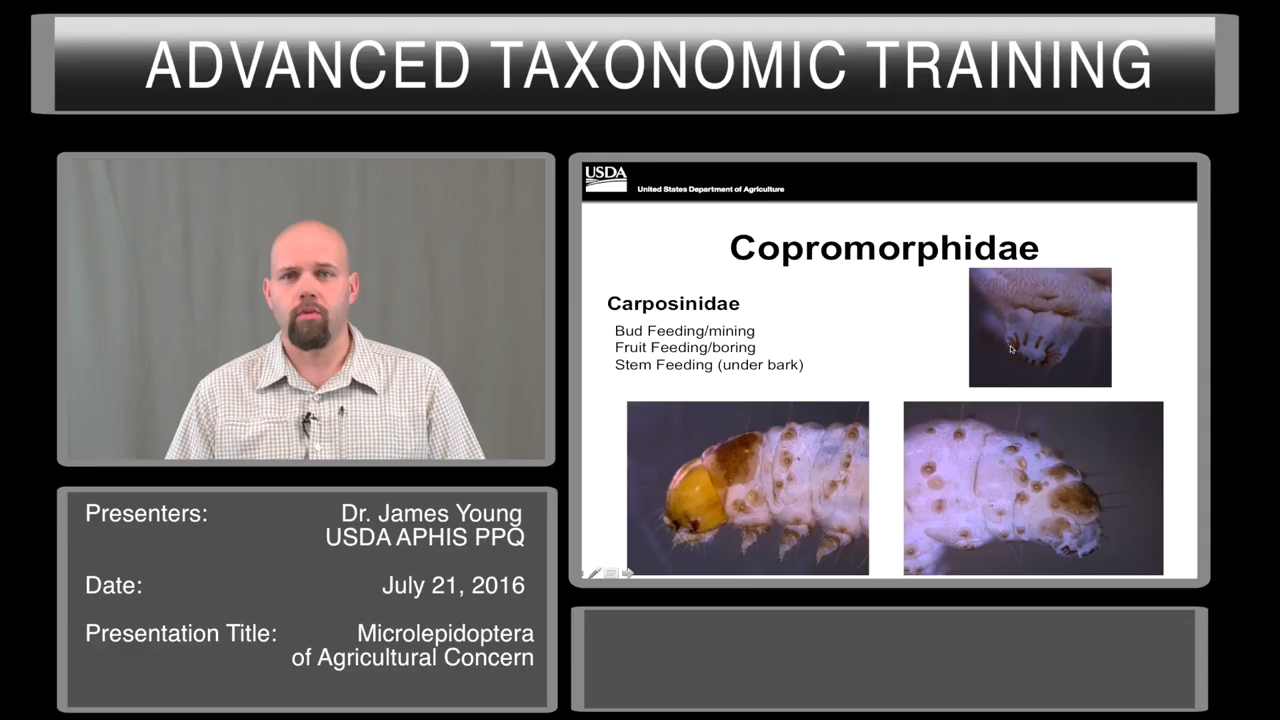 ADVANCED TAXONOMIC TRAINING
USDA
United States Department of Agriculture
Copromorphidae
Carposinidae
Bud Feeding/mining
Fruit Feeding/boring
Stem Feeding (under bark)
Presenters: Dr. James Young
USDA APHIS PPQ
Date: July 21, 2016
Presentation Title: Microlepidoptera
of Agricultural Concern